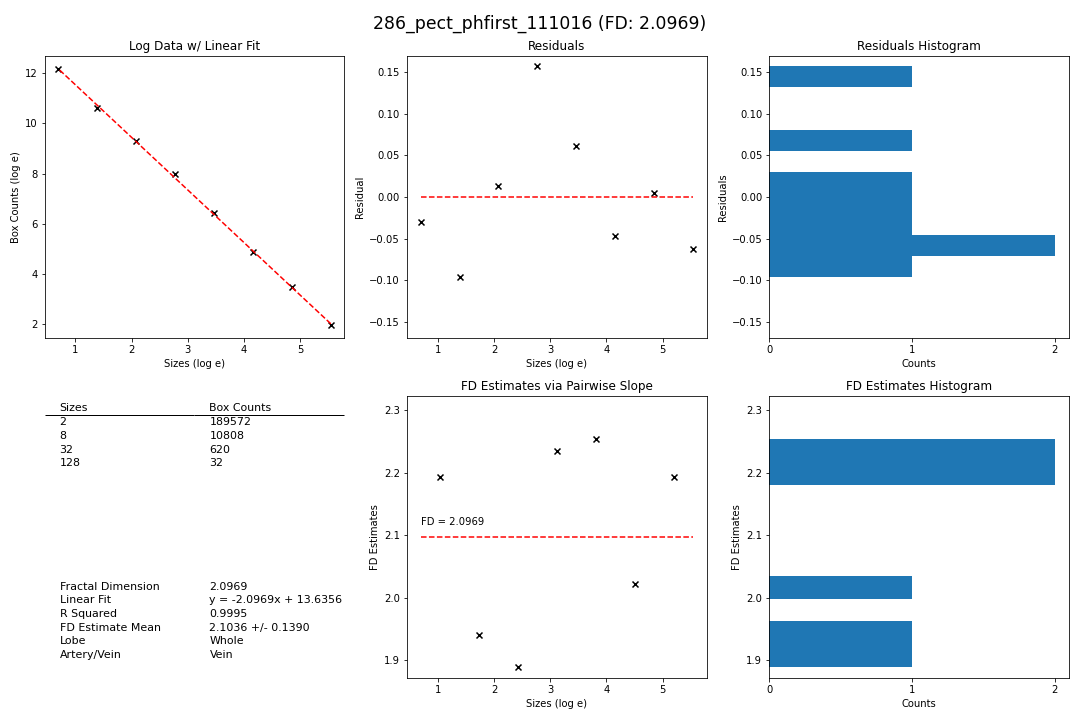 286_pect_phfirst_111016 (FD: 2.0969)
Log Data w/ Linear Fit
12
10
8
6
4
2
Box Counts (log e)
1 2 3 4 5
Sizes (log e)
Residuals
0.15
0.10
0.05
0.00
−0.05
−0.10
−0.15
Residual
1 2 3 4 5
Sizes (log e)
Residuals Histogram
0.15
0.10
0.05
0.00
−0.05
−0.10
−0.15
Residuals
0 1 2
Counts
Sizes Box Counts
2 189572
8 10808
32 620
128 32
Fractal Dimension 2.0969
Linear Fit y = -2.0969x + 13.6356
R Squared 0.9995
FD Estimate Mean 2.1036 +/- 0.1390
Lobe Whole
Artery/Vein Vein
FD Estimates via Pairwise Slope
2.3
2.2
2.1
2.0
1.9
FD Estimates
FD = 2.0969
1 2 3 4 5
Sizes (log e)
FD Estimates Histogram
2.3
2.2
2.1
2.0
1.9
FD Estimates
0 1 2
Counts